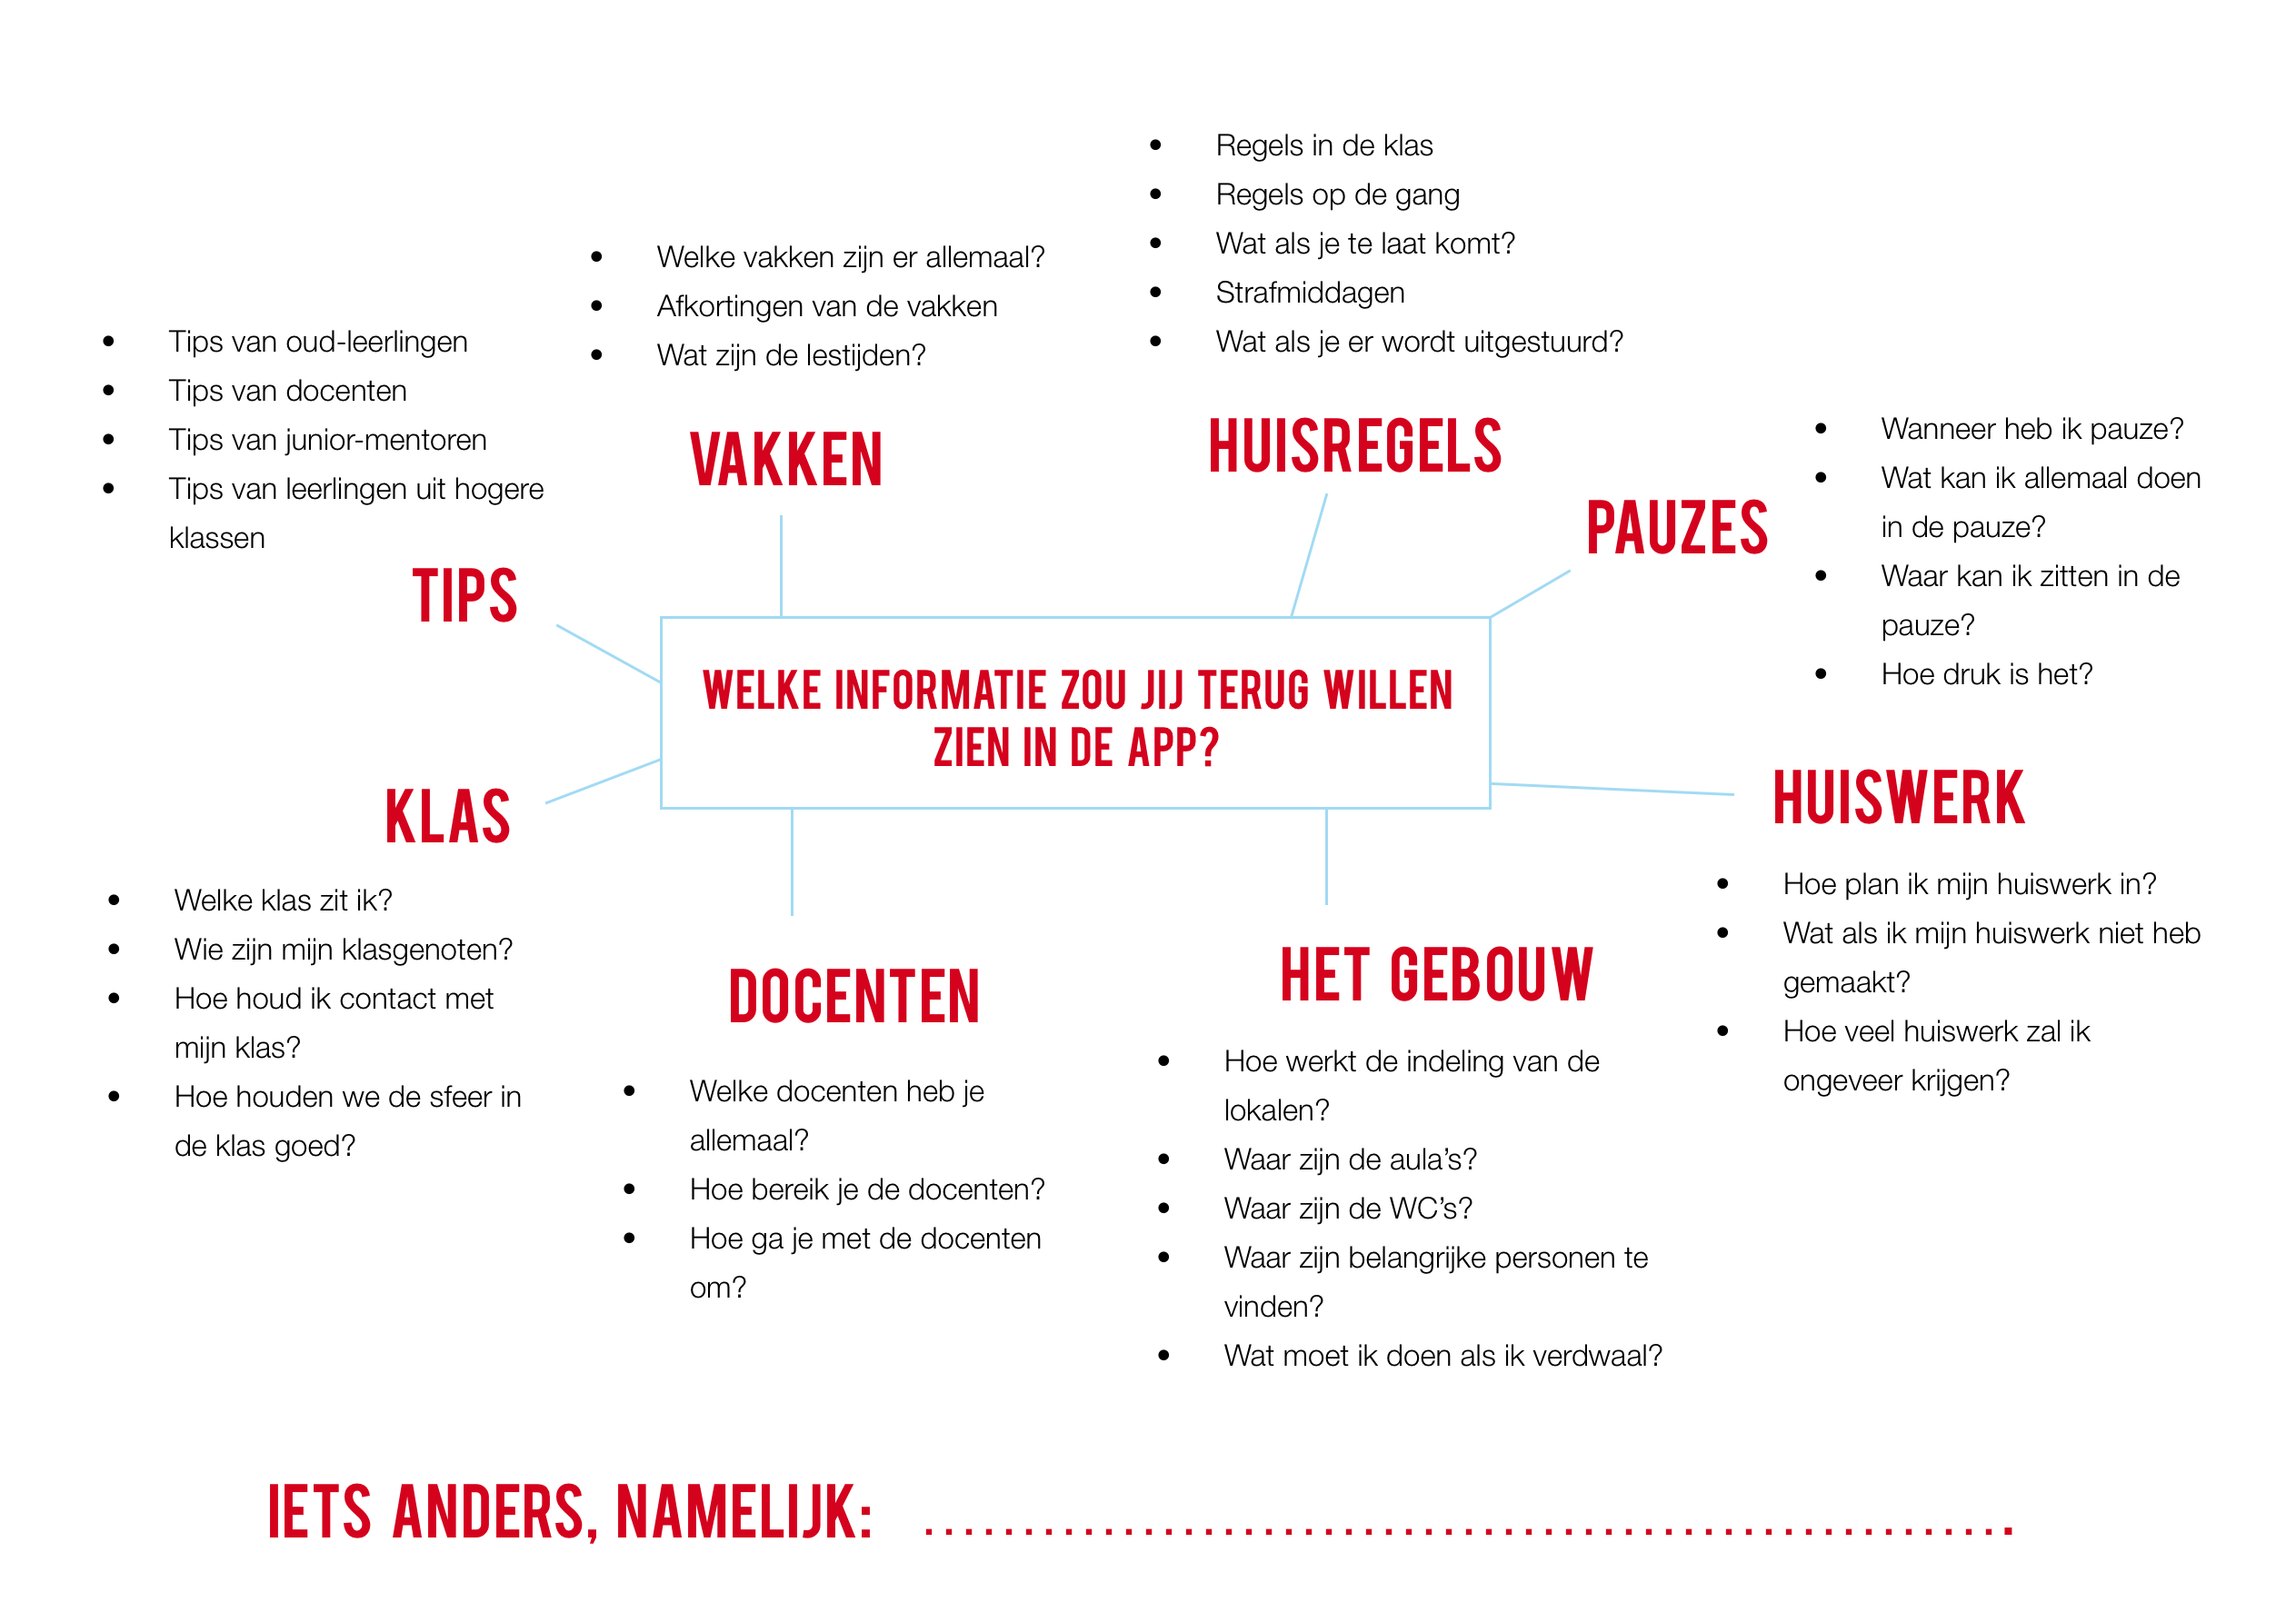 • Regels in de klas
• Regels op de gang
• Wat als je te laat komt?
• Strafmiddagen
• Wat als je er wordt uitgestuurd?
HUISREGELS
• Welke vakken zijn er allemaal?
• Afkortingen van de vakken
• Wat zijn de lestijden?
VAKKEN
• Tips van oud-leerlingen
• Tips van docenten
• Tips van junior-mentoren
• Tips van leerlingen uit hogere
klassen
TIPS
PAUZES
• Wanneer heb ik pauze?
• Wat kan ik allemaal doen
in de pauze?
• Waar kan ik zitten in de
pauze?
• Hoe druk is het?
WELKE INFORMATIE ZOU JIJ TERUG WILLEN
ZIEN IN DE APP?
KLAS
• Welke klas zit ik?
• Wie zijn mijn klasgenoten?
• Hoe houd ik contact met
mijn klas?
• Hoe houden we de sfeer in
de klas goed?
DOCENTEN
• Welke docenten heb je
allemaal?
• Hoe bereik je de docenten?
• Hoe ga je met de docenten
om?
HET GEBOUW
• Hoe werkt de indeling van de
lokalen?
• Waar zijn de aula’s?
• Waar zijn de WC’s?
• Waar zijn belangrijke personen te
vinden?
• Wat moet ik doen als ik verdwaal?
HUISWERK
• Hoe plan ik mijn huiswerk in?
• Wat als ik mijn huiswerk niet heb
gemaakt?
• Hoe veel huiswerk zal ik
ongeveer krijgen?
IETS ANDERS, NAMELIJK: .......................................................